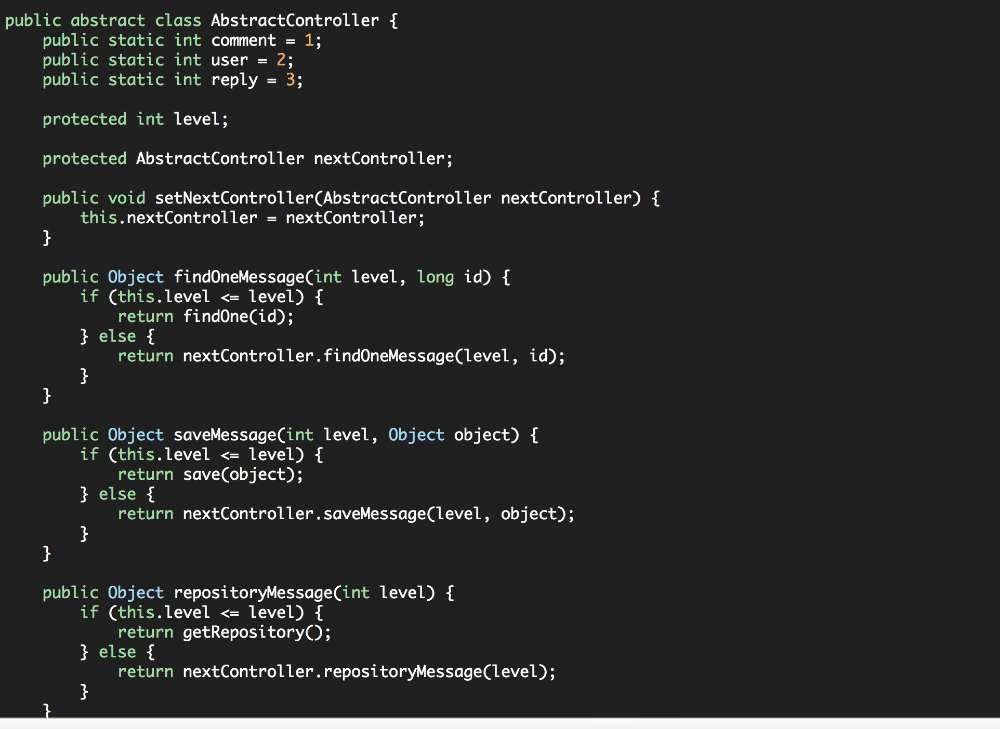 public abstract class AbstractController {
    public static int comment = 1;
    public static int user = 2;
    public static int reply = 3;

    protected int level;

    protected AbstractController nextController;

    public void setNextController(AbstractController nextController) {
        this.nextController = nextController;
    }

    public Object findOneMessage(int level, long id) {
        if (this.level <= level) {
            return findOne(id);
        } else {
            return nextController.findOneMessage(level, id);
        }
    }

    public Object saveMessage(int level, Object object) {
        if (this.level <= level) {
            return save(object);
        } else {
            return nextController.saveMessage(level, object);
        }
    }

    public Object repositoryMessage(int level) {
        if (this.level <= level) {
            return getRepository();
        } else {
            return nextController.repositoryMessage(level);
        }
    }